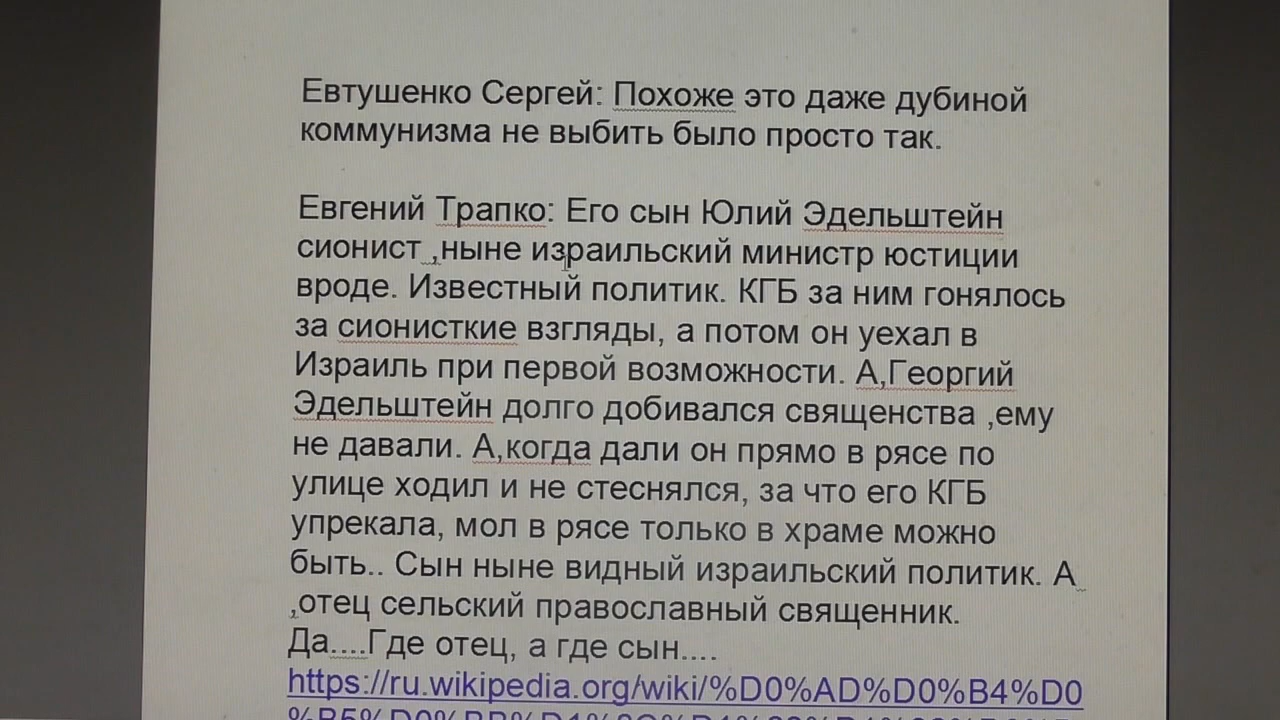 Евтушенко Сергей: Похоже это даже дубиной
коммунизма не выбить было просто так.
Евгений Трапко: Его сын Юлий Эдельштейн
сионист ,ныне израильский министр юстиции
вроде. Известный политик. КГБ за ним гонялось
за сионисткие взгляды, а потом он уехал в
Израиль при первой возможности. А,Георгий
Эдельштейн долго добивался священства ,ему
не давали. А,когда дали он прямо в рясе по
улице ходил и не стеснялся, за что его КГБ
упрекала, мол в рясе только в храме можно
быть.. Сын ныне видный израильский политик. А
,отец сельский православный священник.
Да....Где отец, а где сын....
https://ru.wikipedia.org/wiki/%D0%AD%D0%B4%D0